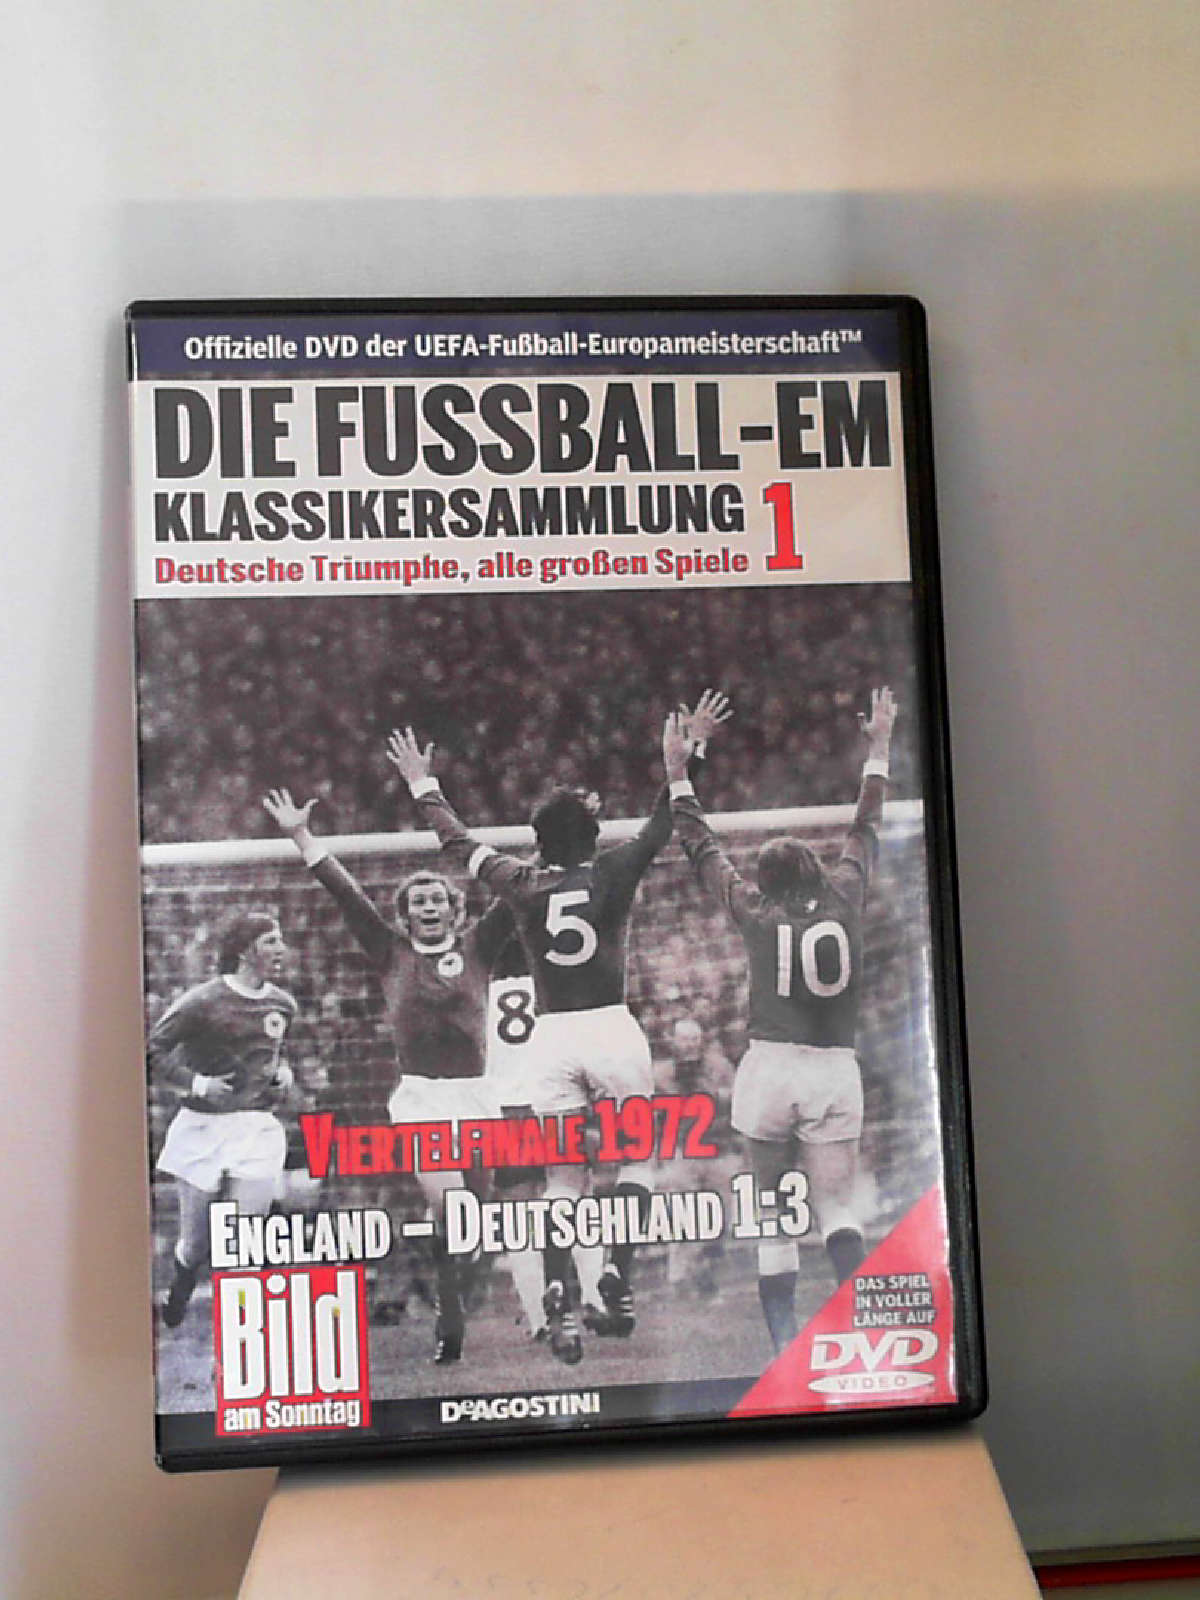 Offizielle DVD der UEFA-Fußball-Europameisterschaft™
DIE FUSSBALL-EM
KLASSIKERSAMMLUNG 1
Deutsche Triumphe, alle großen Spiele
5
10
8
VIERTELFINALE 1972
ENGLAND – DEUTSCHLAND 1:3
Bild
am Sonntag
DeAGOSTINI
DAS SPIEL
IN VOLLER
LÄNGE AUF
DVD
VIDEO